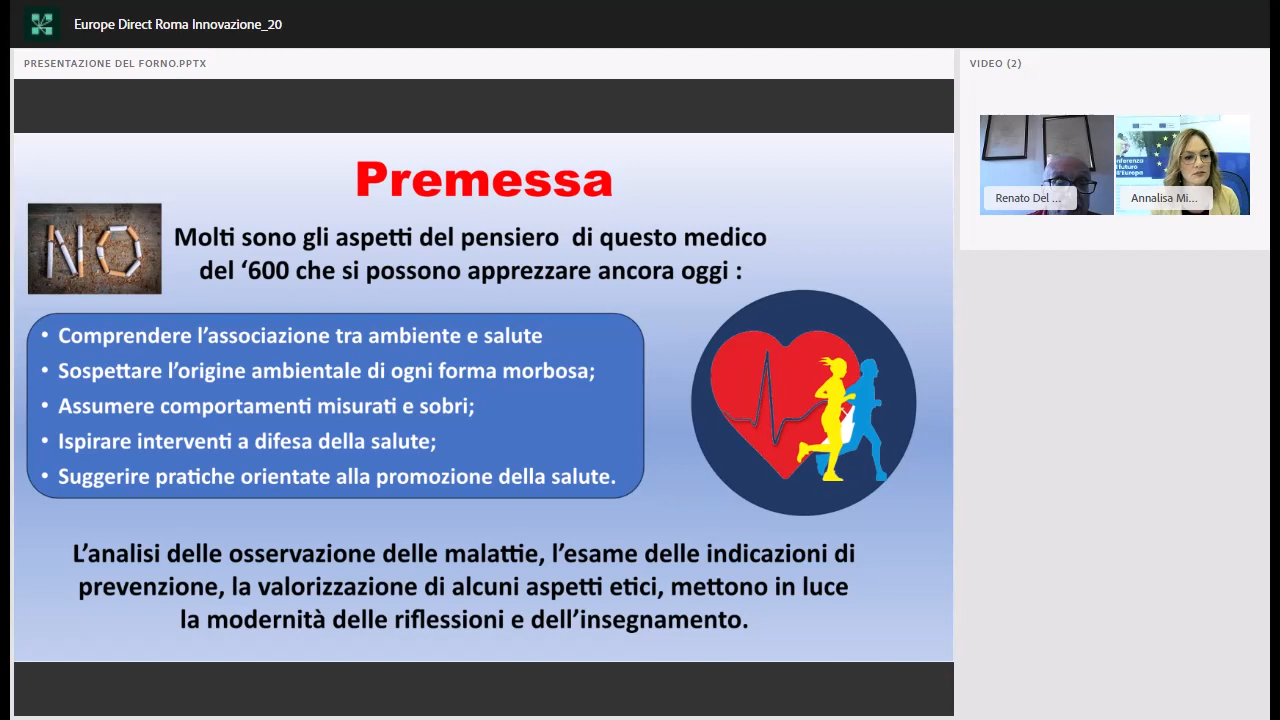 Europe Direct Roma Innovazione_20
PRESENTAZIONE DEL FORNO.PPTX
VIDEO (2)
Premessa
NO
Molti sono gli aspetti del pensiero di questo medico
del ‘600 che si possono apprezzare ancora oggi :
• Comprendere l’associazione tra ambiente e salute
• Sospettare l’origine ambientale di ogni forma morbosa;
• Assumere comportamenti misurati e sobri;
• Ispirare interventi a difesa della salute;
• Suggerire pratiche orientate alla promozione della salute.
L’analisi delle osservazione delle malattie, l’esame delle indicazioni di
prevenzione, la valorizzazione di alcuni aspetti etici, mettono in luce
la modernità delle riflessioni e dell’insegnamento.
Renato Del ...
Annalisa Mi...